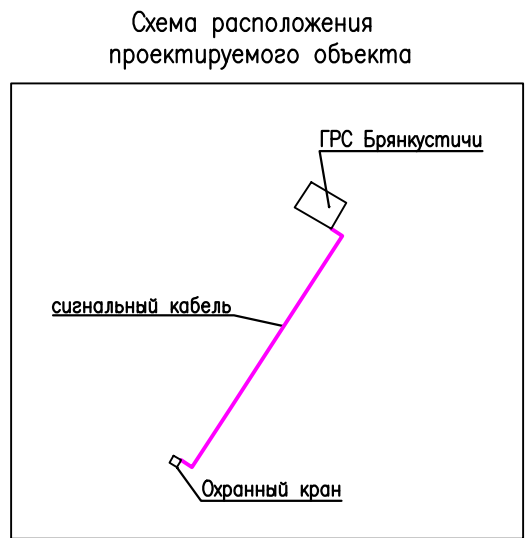 Схема расположения
проектируемого объекта
ГРС Брянкустичи
сигнальный кабель
Охранный кран